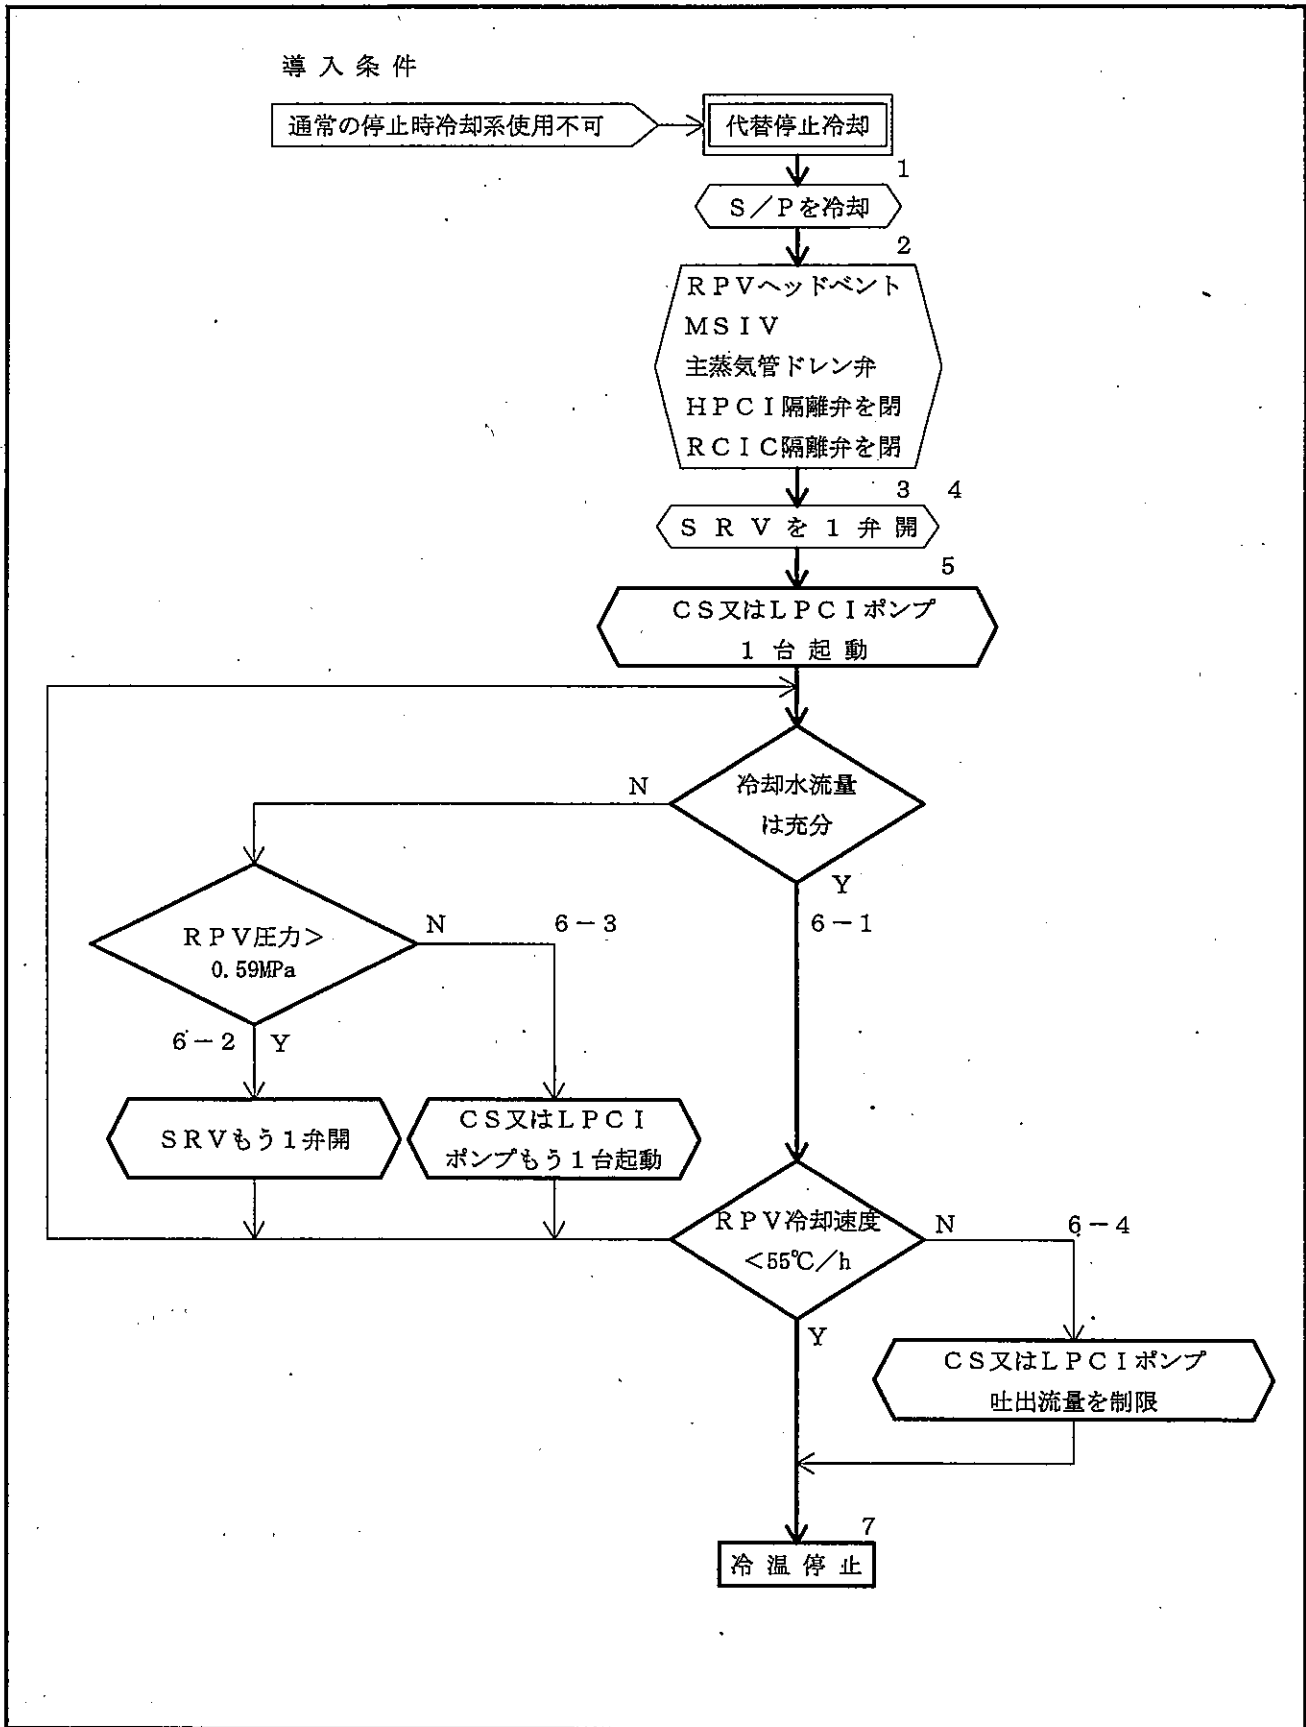 導入条件
通常の停止時冷却系使用不可
代替停止冷却
1
S/Pを冷却
2
RPVヘッドベント
MSIV
主蒸気管ドレン弁
HPCI隔離弁を閉
RCIC隔離弁を閉
3 4
SRVを1弁開
5
CS又はLPCIポンプ
1台起動
冷却水流量
は充分
N
Y
RPV圧力>
0.59MPa
N
6-3
6-1
6-2
Y
SRVもう1弁開
CS又はLPCI
ポンプもう1台起動
RPV冷却速度
<55℃/h
N
6-4
Y
CS又はLPCIポンプ
吐出流量を制限
7
冷温停止